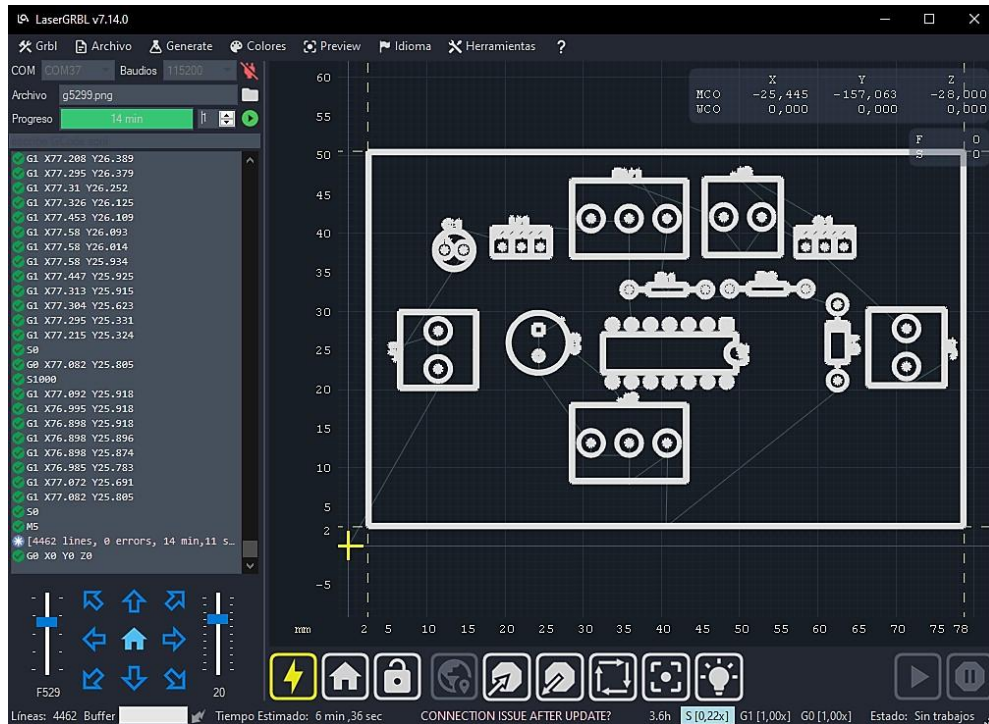 LaserGRBL v7.14.0
Grbl Archivo Generate Colores Preview Idioma Herramientas ?
COM COM37 Baudios 115200
Archivo g5299.png
Progreso 14 min 1
G1 X77.208 Y26.389
G1 X77.295 Y26.379
G1 X77.31 Y26.252
G1 X77.326 Y26.125
G1 X77.453 Y26.109
G1 X77.58 Y26.093
G1 X77.58 Y26.014
G1 X77.58 Y25.934
G1 X77.447 Y25.925
G1 X77.313 Y25.915
G1 X77.304 Y25.623
G1 X77.295 Y25.331
G1 X77.215 Y25.324
S0
G0 X77.082 Y25.805
S1000
G1 X77.092 Y25.918
G1 X76.995 Y25.918
G1 X76.898 Y25.918
G1 X76.898 Y25.896
G1 X76.898 Y25.874
G1 X76.985 Y25.783
G1 X77.072 Y25.691
G1 X77.082 Y25.805
S0
M5
[4462 lines, 0 errors, 14 min,11 s...
G0 X0 Y0 Z0
F529
20
X Y Z
MCO -25,445 -157,063 -28,000
WCO 0,000 0,000 0,000
F 0
S 0
60
55
50
45
40
35
30
25
20
15
10
5
2
-5
mm 2 5 10 15 20 25 30 35 40 45 50 55 60 65 70 75 78
Líneas: 4462 Buffer Tiempo Estimado: 6 min ,36 sec CONNECTION ISSUE AFTER UPDATE? 3.6h S [0,22x] G1 [1,00x] G0 [1,00x] Estado: Sin trabajos